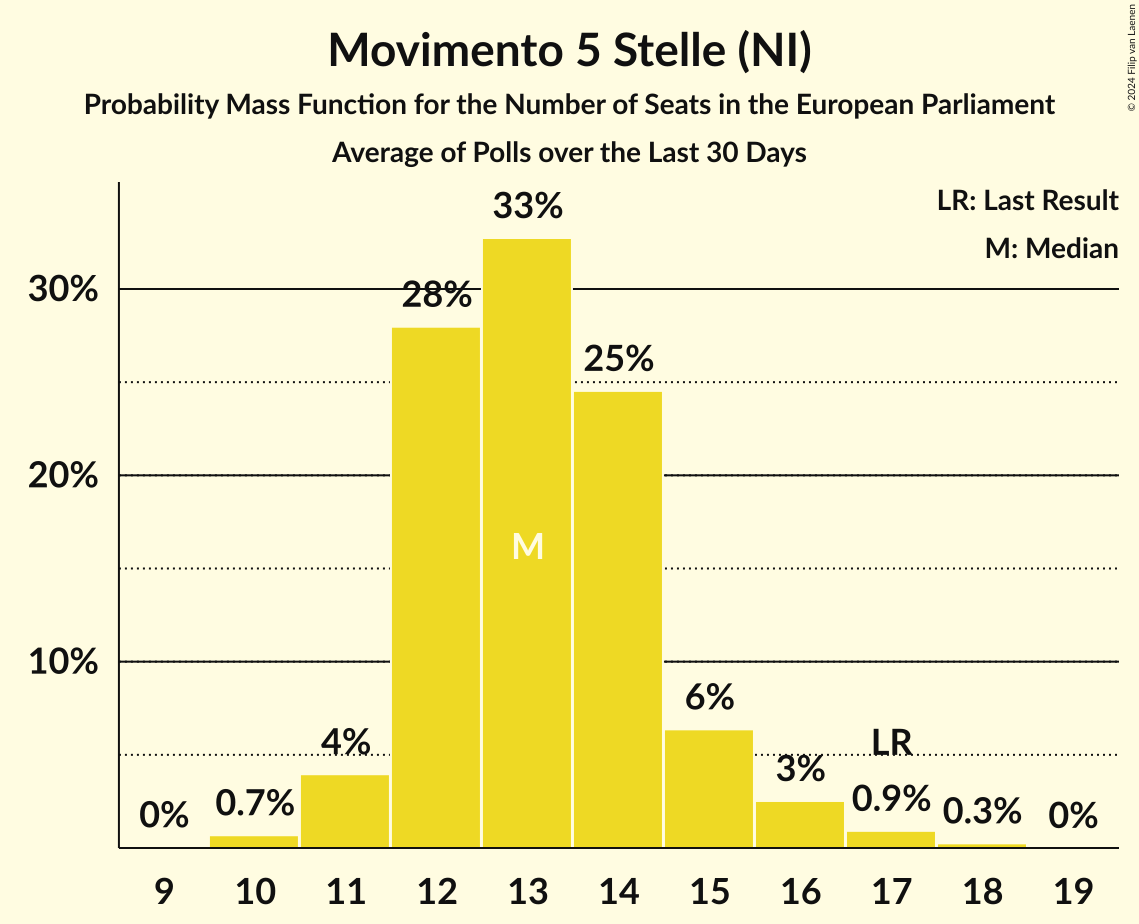 Movimento 5 Stelle (NI)
Probability Mass Function for the Number of Seats in the European Parliament
Average of Polls over the Last 30 Days
© 2024 Filip van Laenen
LR: Last Result
M: Median
33%
30%
28%
25%
20%
M
10%
6%
4%
LR
3%
0%
0.7%
0.9%
0.3%
0%
9 10 11 12 13 14 15 16 17 18 19